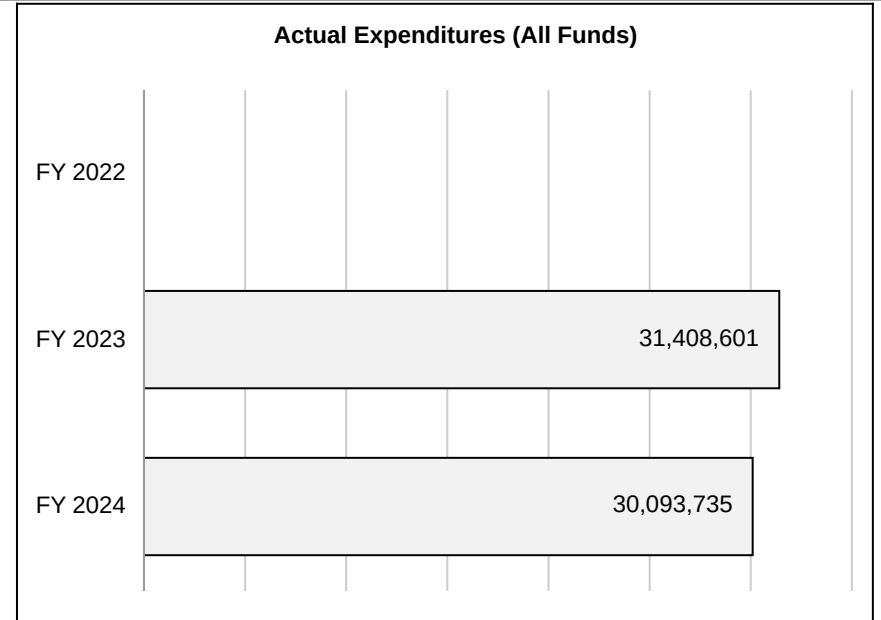 Actual Expenditures (All Funds)
FY 2022
FY 2023 31,408,601
FY 2024 30,093,735